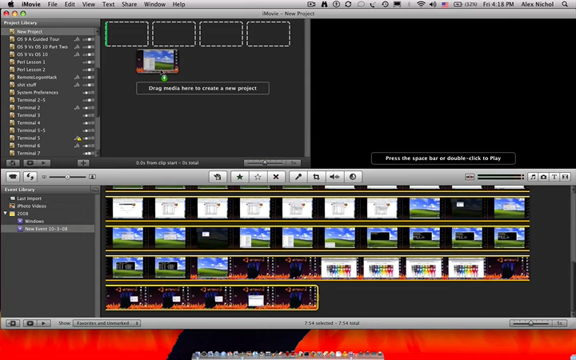 iMovie File Edit View Text Share Window Help
(32%) Fri 4:18 PM Alex Nichol
iMovie – New Project
Project Library
New Project
OS 9 A Guided Tour
OS 9 Vs OS 10 Part Two
OS 9 Vs OS 10
Perl Lesson 1
Perl Lesson 2
RemoteLogonHack
shit stuff
System Preferences
Terminal 2-5
Terminal 2
Terminal 3
Terminal 4
Terminal 5-5
Terminal 5
Terminal 6
Terminal 7
Drag media here to create a new project
0.0s from clip start – 0s total
Press the space bar or double-click to Play
Event Library
Last Import
iPhoto Videos
2008
Windows
New Event 10-3-08
Show: Favorites and Unmarked
7:54 selected – 7:54 total
5s